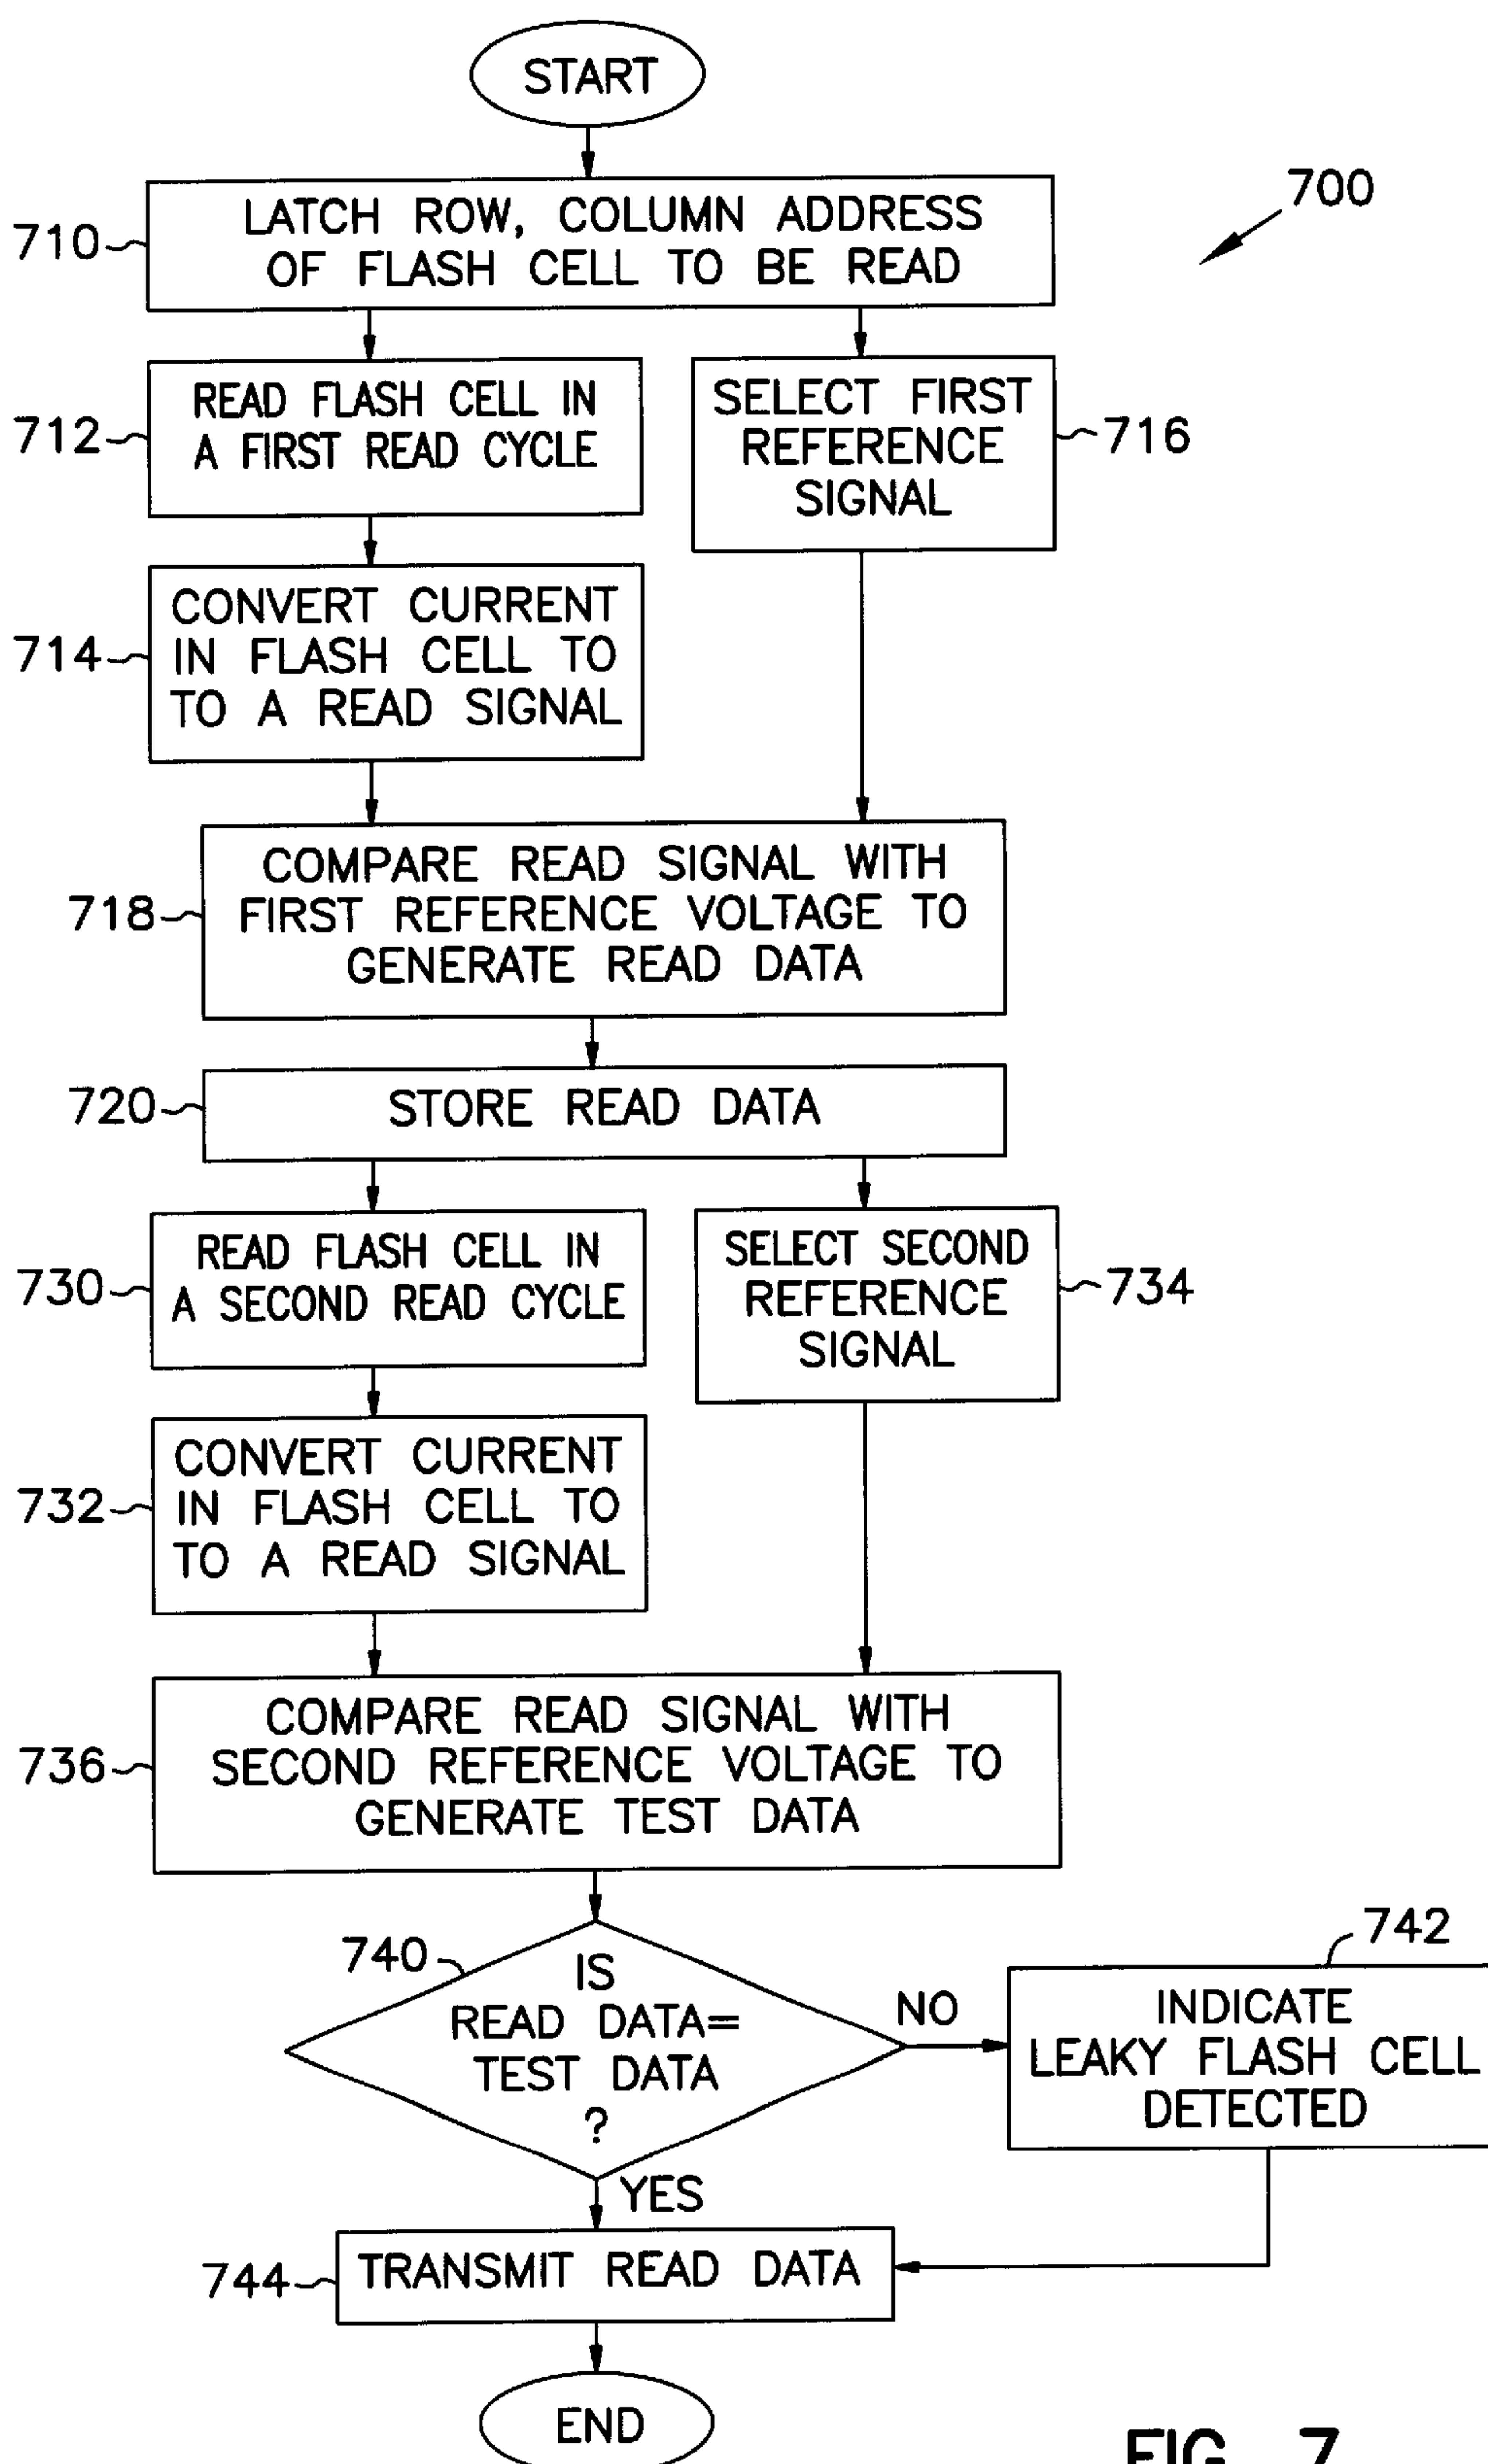 START
700
710
LATCH ROW, COLUMN ADDRESS
OF FLASH CELL TO BE READ
712
READ FLASH CELL IN
A FIRST READ CYCLE
SELECT FIRST
REFERENCE
SIGNAL
716
714
CONVERT CURRENT
IN FLASH CELL TO
TO A READ SIGNAL
718
COMPARE READ SIGNAL WITH
FIRST REFERENCE VOLTAGE TO
GENERATE READ DATA
720
STORE READ DATA
730
READ FLASH CELL IN
A SECOND READ CYCLE
SELECT SECOND
REFERENCE
SIGNAL
734
732
CONVERT CURRENT
IN FLASH CELL TO
TO A READ SIGNAL
736
COMPARE READ SIGNAL WITH
SECOND REFERENCE VOLTAGE TO
GENERATE TEST DATA
740
IS
READ DATA=
TEST DATA
?
NO
742
INDICATE
LEAKY FLASH CELL
DETECTED
YES
744
TRANSMIT READ DATA
END
FIG. 7